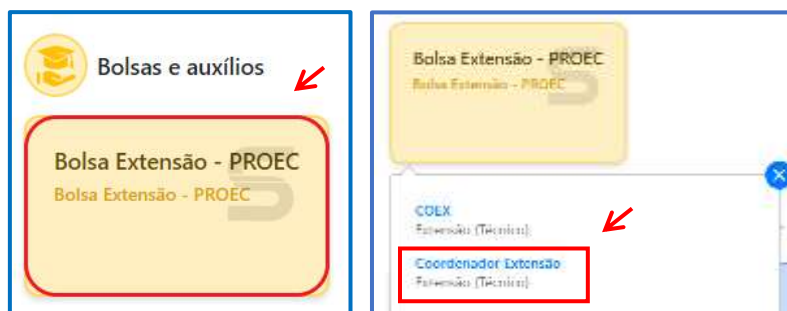 Bolsas e auxílios
Bolsa Extensão - PROEC
Bolsa Extensão - PROEC
Bolsa Extensão - PROEC
Bolsa Extensão - PROEC
COEX
Extensão (Técnico)
Coordenador Extensão
Extensão (Técnico)